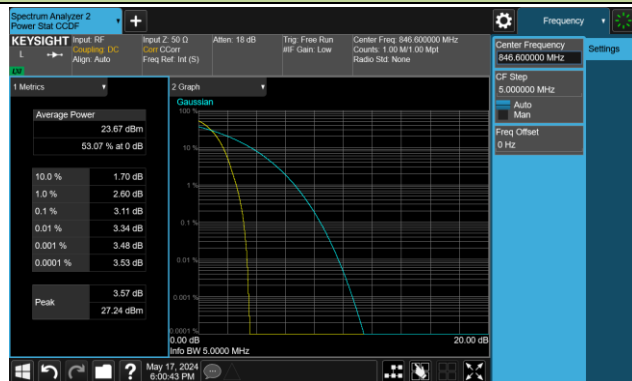 Spectrum Analyzer 2
Power Stat CCDF
+
Frequency
KEYSIGHT
L
Input: RF
Coupling: DC
Align: Auto
Input Z: 50 Ω
Corr CCorr
Freq Ref: Int (S)
Atten: 18 dB
Trig: Free Run
#IF Gain: Low
Center Freq: 846.600000 MHz
Counts: 1.00 M/1.00 Mpt
Radio Std: None
Center Frequency
846.600000 MHz
Settings
CF Step
5.000000 MHz
Auto
Man
Freq Offset
0 Hz
1 Metrics
Average Power
23.67 dBm
53.07 % at 0 dB
10.0 % 1.70 dB
1.0 % 2.60 dB
0.1 % 3.11 dB
0.01 % 3.34 dB
0.001 % 3.48 dB
0.0001 % 3.53 dB
Peak
3.57 dB
27.24 dBm
2 Graph
Gaussian
100 %
10 %
1 %
0.1 %
0.01 %
0.001 %
0.0001 %
0.00 dB 20.00 dB
Info BW 5.0000 MHz
?
May 17, 2024
6:00:43 PM